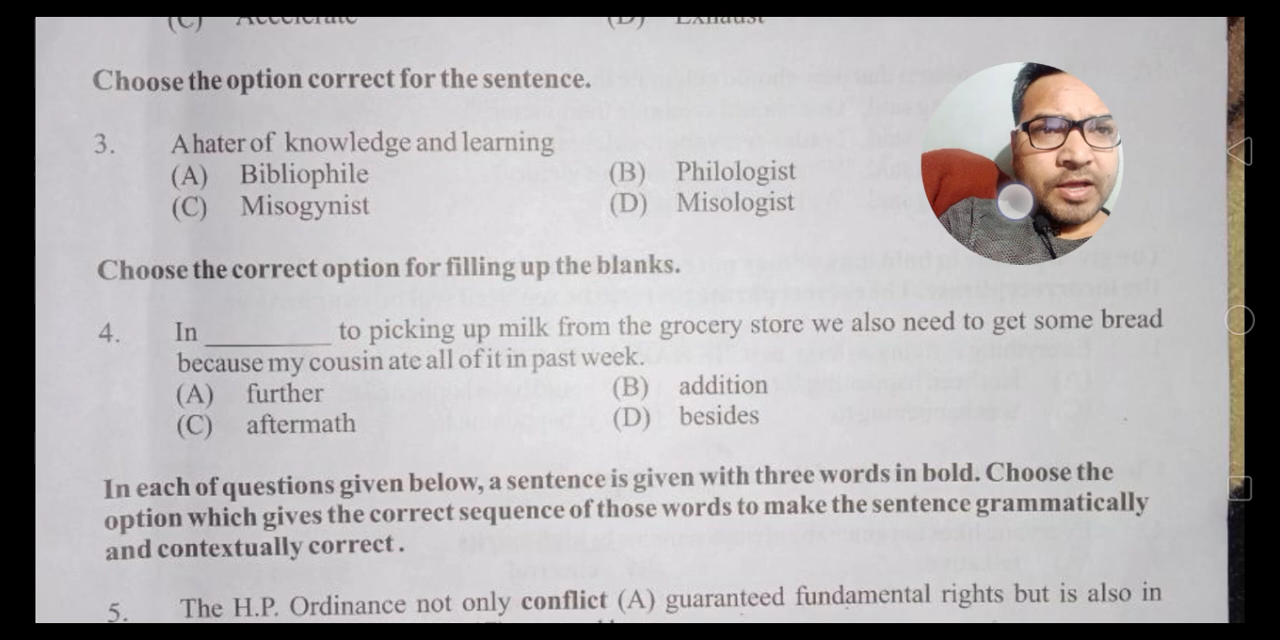 (C) Accelerate (D) Exhaust
Choose the option correct for the sentence.
3. A hater of knowledge and learning
(A) Bibliophile (B) Philologist
(C) Misogynist (D) Misologist
Choose the correct option for filling up the blanks.
4. In ________ to picking up milk from the grocery store we also need to get some bread
because my cousin ate all of it in past week.
(A) further (B) addition
(C) aftermath (D) besides
In each of questions given below, a sentence is given with three words in bold. Choose the
option which gives the correct sequence of those words to make the sentence grammatically
and contextually correct.
5. The H.P. Ordinance not only conflict (A) guaranteed fundamental rights but is also in